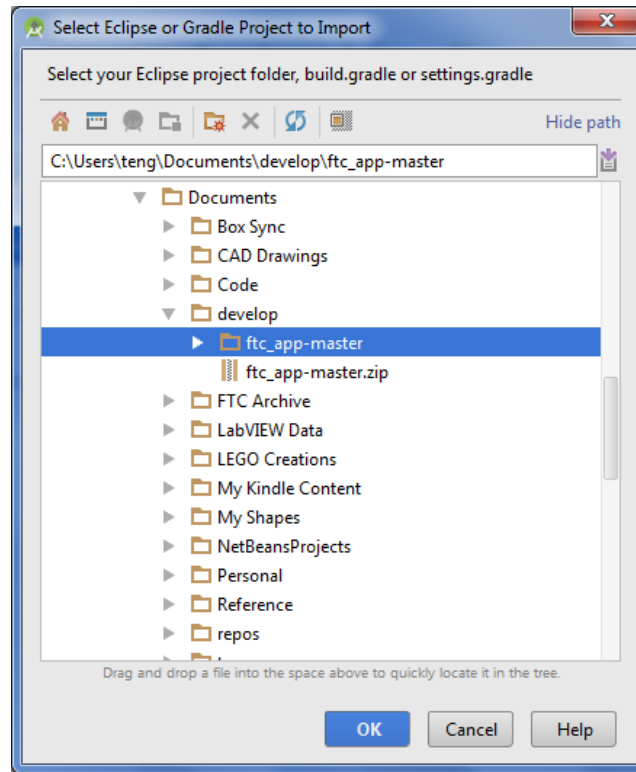 Select Eclipse or Gradle Project to Import
Select your Eclipse project folder, build.gradle or settings.gradle
Hide path
C:\Users\teng\Documents\develop\ftc_app-master
Documents
Box Sync
CAD Drawings
Code
develop
ftc_app-master
ftc_app-master.zip
FTC Archive
LabVIEW Data
LEGO Creations
My Kindle Content
My Shapes
NetBeansProjects
Personal
Reference
repos
Drag and drop a file into the space above to quickly locate it in the tree.
OK Cancel Help